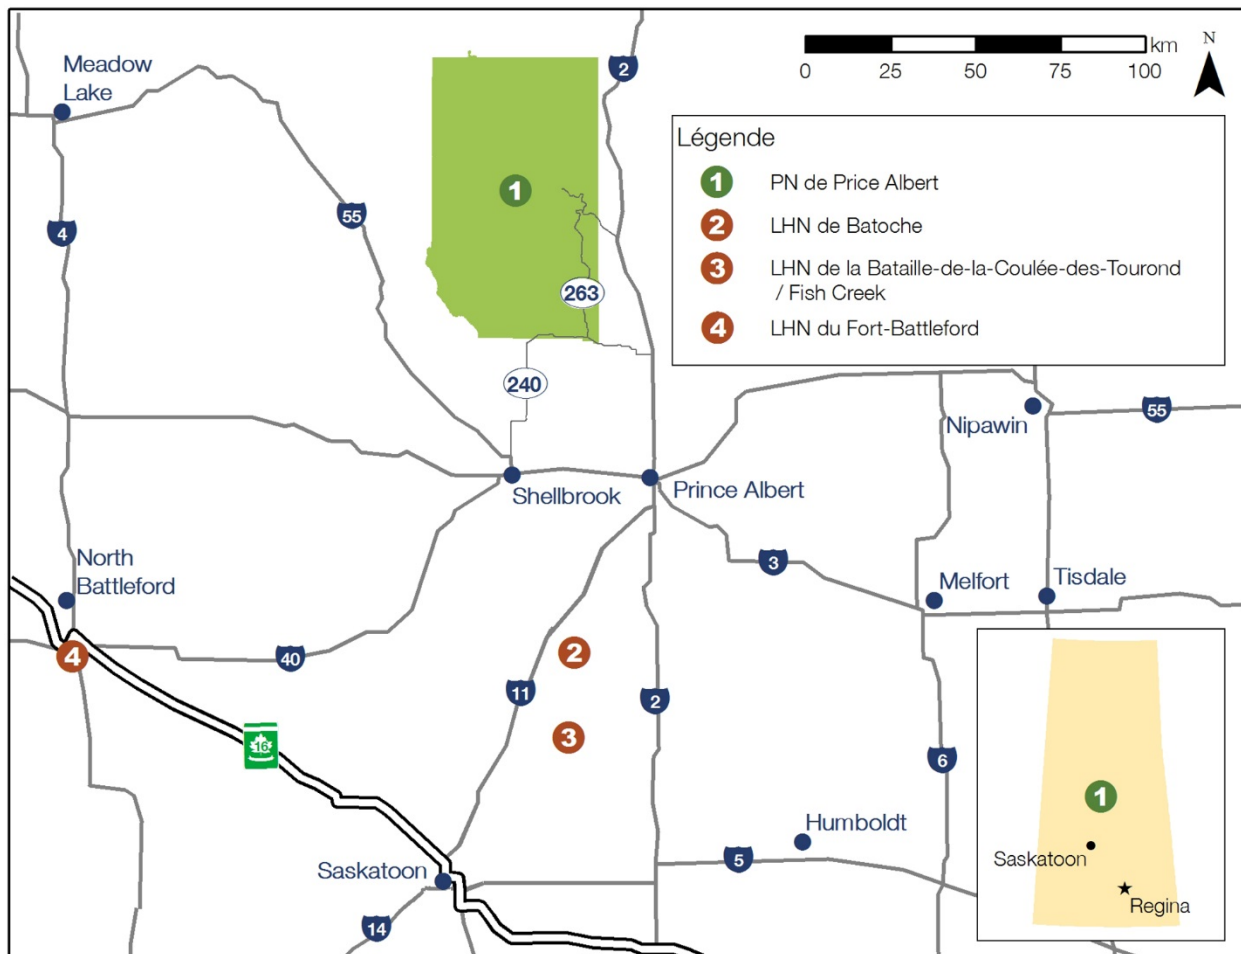 Meadow
Lake
2
km
N
0
25
50
75
100
Légende
1
PN de Price Albert
2
LHN de Batoche
3
LHN de la Bataille-de-la-Coulée-des-Tourond
/ Fish Creek
4
LHN du Fort-Battleford
1
4
55
263
240
Nipawin
55
Shellbrook
Prince Albert
North
Battleford
3
Melfort
Tisdale
4
40
2
11
2
3
16
6
Humboldt
5
Saskatoon
14
1
Saskatoon
Regina